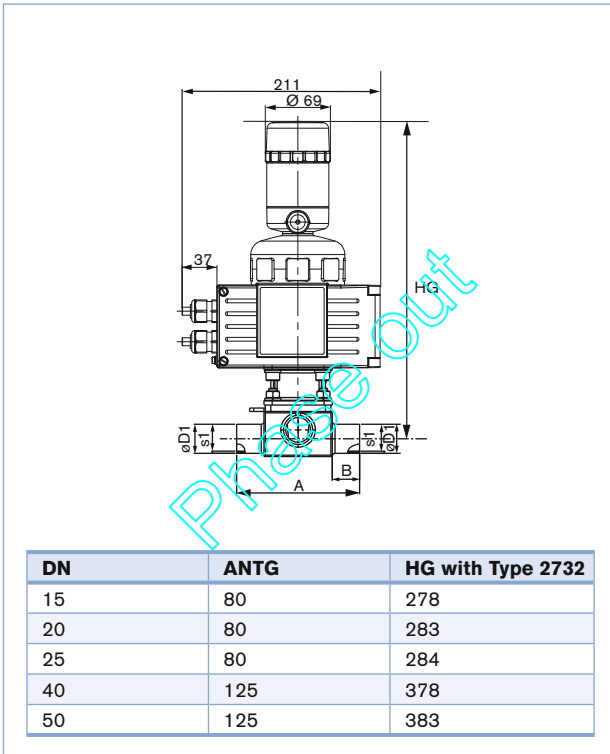 211
Ø 69
37
HG
øD1
s1
s1
øD1
B
A
Phase out
DN ANTG HG with Type 2732
15 80 278
20 80 283
25 80 284
40 125 378
50 125 383